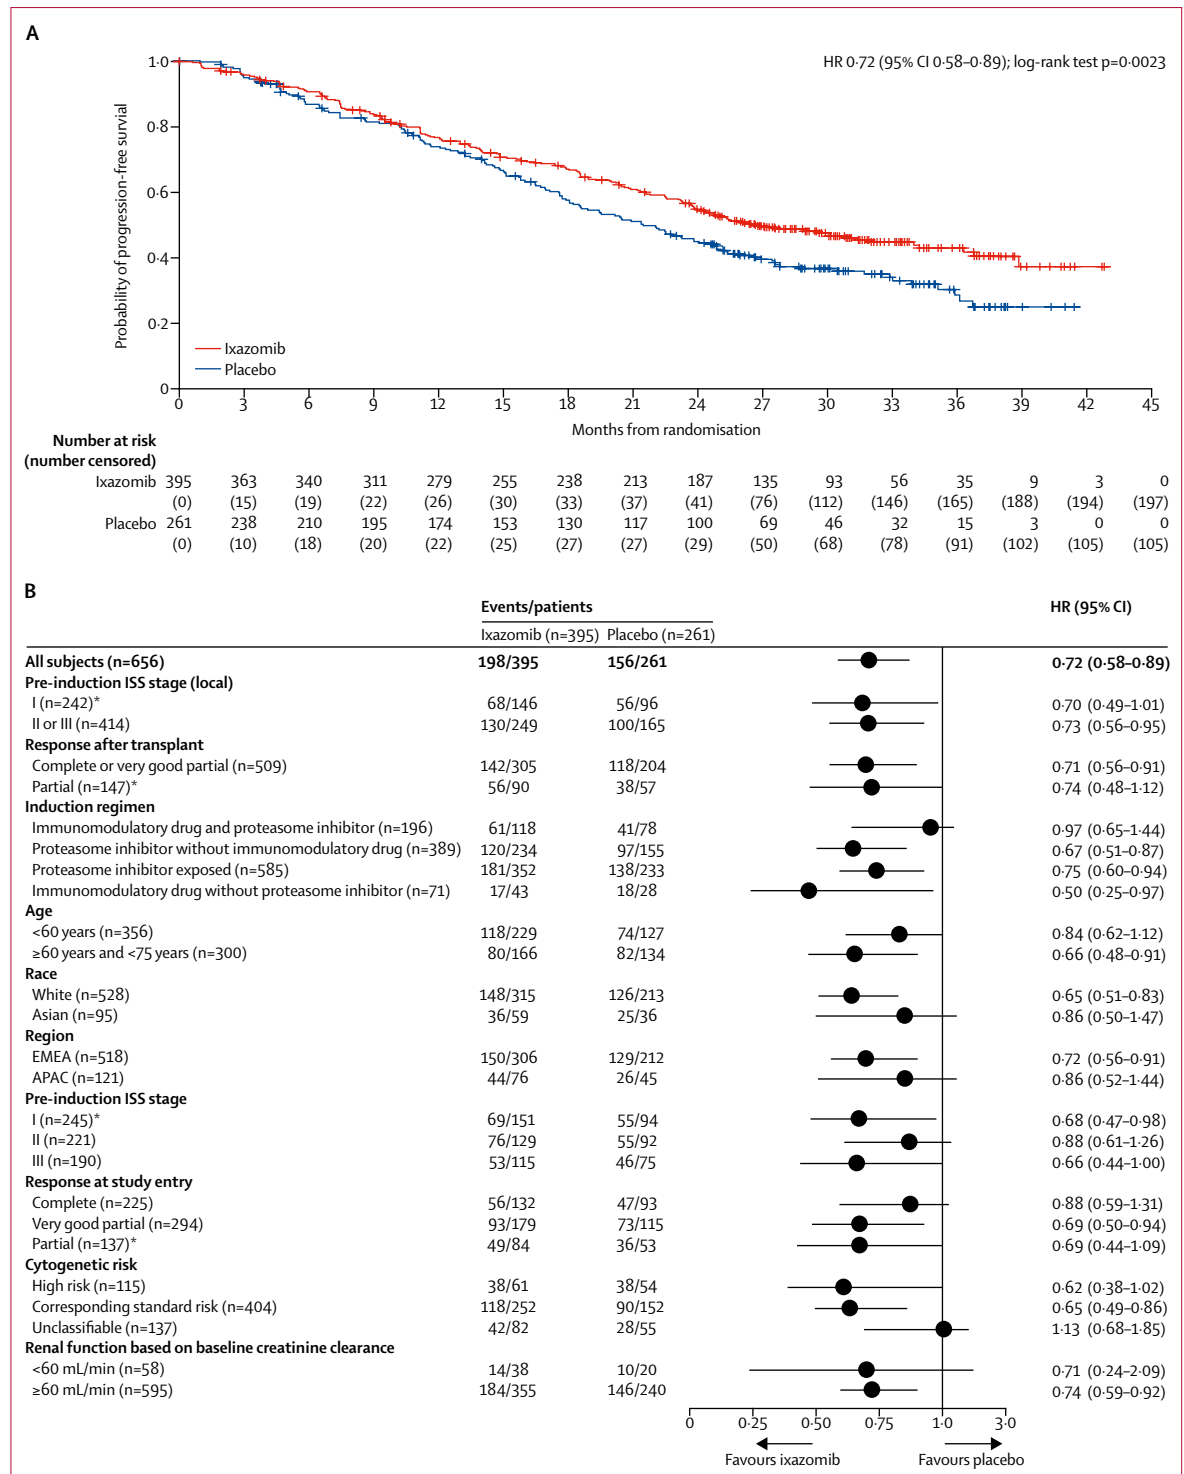 A
HR 0·72 (95% CI 0·58–0·89); log-rank test p=0·0023
Probability of progression-free survial
1·0
0·8
0·6
0·4
0·2
0
Ixazomib
Placebo
0 3 6 9 12 15 18 21 24 27 30 33 36 39 42 45
Months from randomisation
Number at risk
(number censored)
Ixazomib 395 363 340 311 279 255 238 213 187 135 93 56 35 9 3 0
(0) (15) (19) (22) (26) (30) (33) (37) (41) (76) (112) (146) (165) (188) (194) (197)
Placebo 261 238 210 195 174 153 130 117 100 69 46 32 15 3 0 0
(0) (10) (18) (20) (22) (25) (27) (27) (29) (50) (68) (78) (91) (102) (105) (105)
B
Events/patients HR (95% CI)
Ixazomib (n=395) Placebo (n=261)
All subjects (n=656) 198/395 156/261 0·72 (0·58–0·89)
Pre-induction ISS stage (local)
I (n=242)* 68/146 56/96 0·70 (0·49–1·01)
II or III (n=414) 130/249 100/165 0·73 (0·56–0·95)
Response after transplant
Complete or very good partial (n=509) 142/305 118/204 0·71 (0·56–0·91)
Partial (n=147)* 56/90 38/57 0·74 (0·48–1·12)
Induction regimen
Immunomodulatory drug and proteasome inhibitor (n=196) 61/118 41/78 0·97 (0·65–1·44)
Proteasome inhibitor without immunomodulatory drug (n=389) 120/234 97/155 0·67 (0·51–0·87)
Proteasome inhibitor exposed (n=585) 181/352 138/233 0·75 (0·60–0·94)
Immunomodulatory drug without proteasome inhibitor (n=71) 17/43 18/28 0·50 (0·25–0·97)
Age
<60 years (n=356) 118/229 74/127 0·84 (0·62–1·12)
≥60 years and <75 years (n=300) 80/166 82/134 0·66 (0·48–0·91)
Race
White (n=528) 148/315 126/213 0·65 (0·51–0·83)
Asian (n=95) 36/59 25/36 0·86 (0·50–1·47)
Region
EMEA (n=518) 150/306 129/212 0·72 (0·56–0·91)
APAC (n=121) 44/76 26/45 0·86 (0·52–1·44)
Pre-induction ISS stage
I (n=245)* 69/151 55/94 0·68 (0·47–0·98)
II (n=221) 76/129 55/92 0·88 (0·61–1·26)
III (n=190) 53/115 46/75 0·66 (0·44–1·00)
Response at study entry
Complete (n=225) 56/132 47/93 0·88 (0·59–1·31)
Very good partial (n=294) 93/179 73/115 0·69 (0·50–0·94)
Partial (n=137)* 49/84 36/53 0·69 (0·44–1·09)
Cytogenetic risk
High risk (n=115) 38/61 38/54 0·62 (0·38–1·02)
Corresponding standard risk (n=404) 118/252 90/152 0·65 (0·49–0·86)
Unclassifiable (n=137) 42/82 28/55 1·13 (0·68–1·85)
Renal function based on baseline creatinine clearance
<60 mL/min (n=58) 14/38 10/20 0·71 (0·24–2·09)
≥60 mL/min (n=595) 184/355 146/240 0·74 (0·59–0·92)
0 0·25 0·50 0·75 1·0 3·0
Favours ixazomib Favours placebo